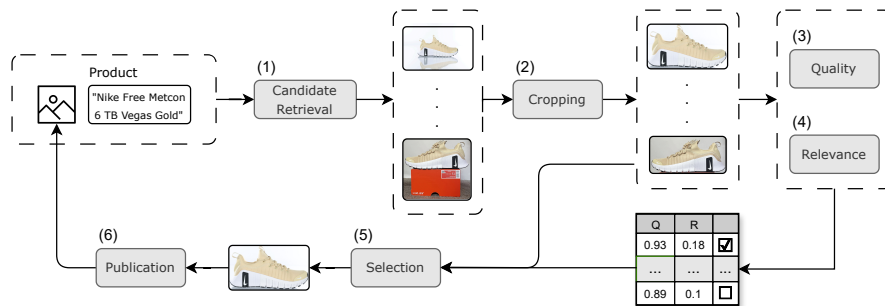 Product
"Nike Free Metcon
6 TB Vegas Gold"
(1)
Candidate
Retrieval
(2)
Cropping
(3)
Quality
(4)
Relevance
(5)
Selection
(6)
Publication
Q R
0.93 0.18
... ... ...
0.89 0.1